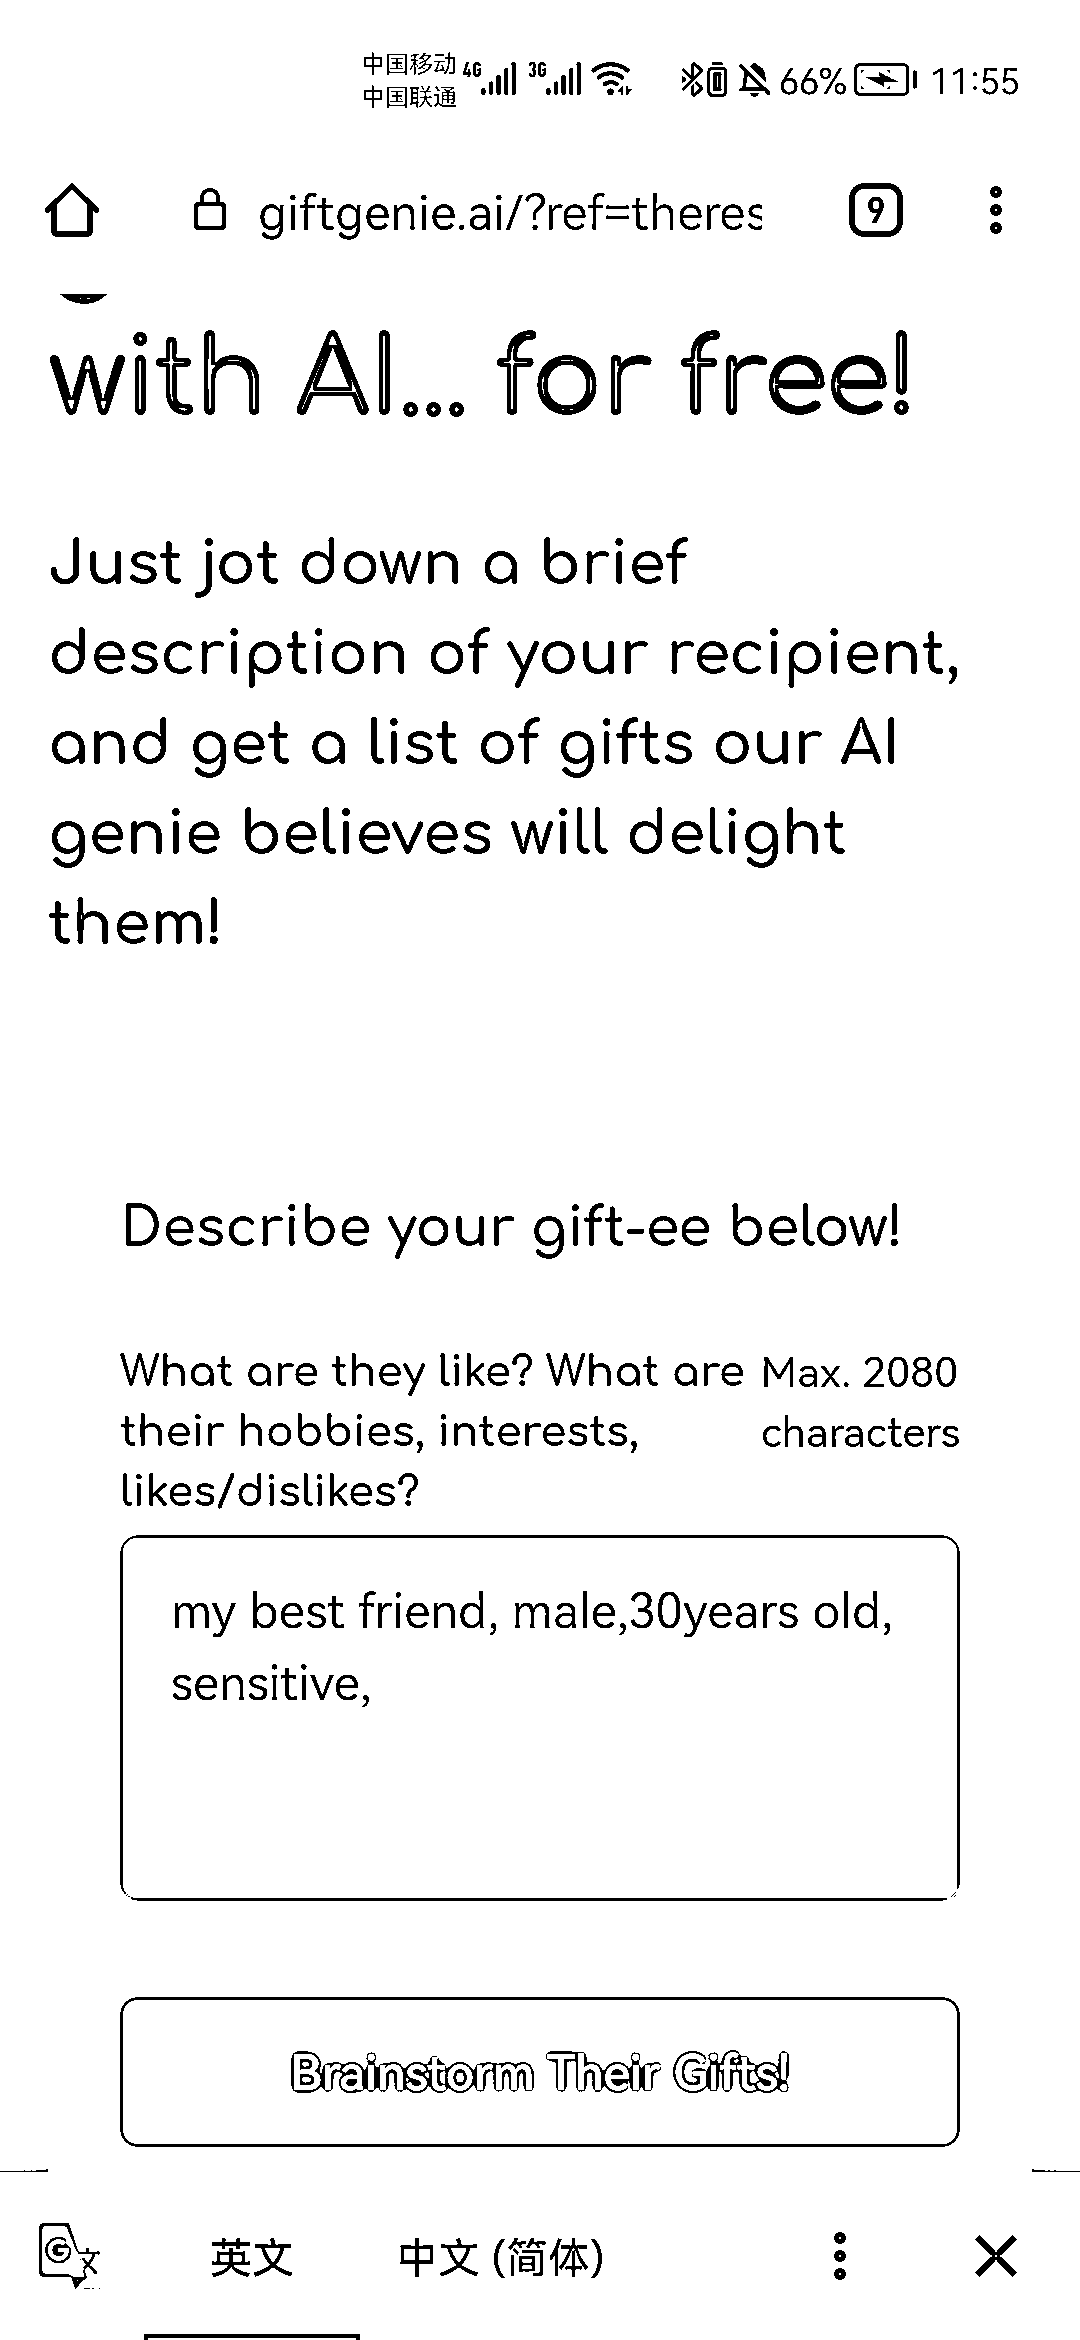 中国移动 4G 3G 66% 11:55
中国联通
giftgenie.ai/?ref=theres 9
with AI... for free!
Just jot down a brief
description of your recipient,
and get a list of gifts our AI
genie believes will delight
them!
Describe your gift-ee below!
What are they like? What are Max. 2080
their hobbies, interests, characters
likes/dislikes?
my best friend, male,30years old,
sensitive,
Brainstorm Their Gifts!
G文 英文 中文 (简体)